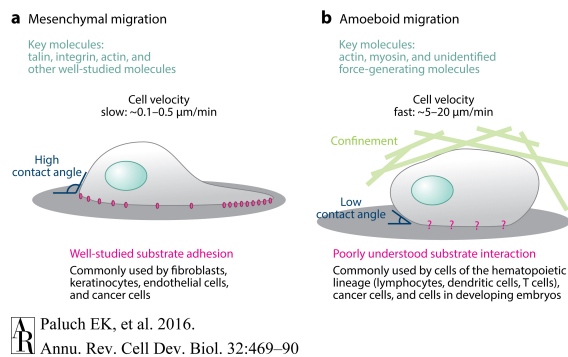 a Mesenchymal migration
Key molecules:
talin, integrin, actin, and
other well-studied molecules
Cell velocity
slow: ~0.1–0.5 µm/min
High
contact angle
Well-studied substrate adhesion
Commonly used by fibroblasts,
keratinocytes, endothelial cells,
and cancer cells
b Amoeboid migration
Key molecules:
actin, myosin, and unidentified
force-generating molecules
Cell velocity
fast: ~5–20 µm/min
Confinement
Low
contact angle
? ? ? ?
Poorly understood substrate interaction
Commonly used by cells of the hematopoietic
lineage (lymphocytes, dendritic cells, T cells),
cancer cells, and cells in developing embryos
AR Paluch EK, et al. 2016.
Annu. Rev. Cell Dev. Biol. 32:469–90